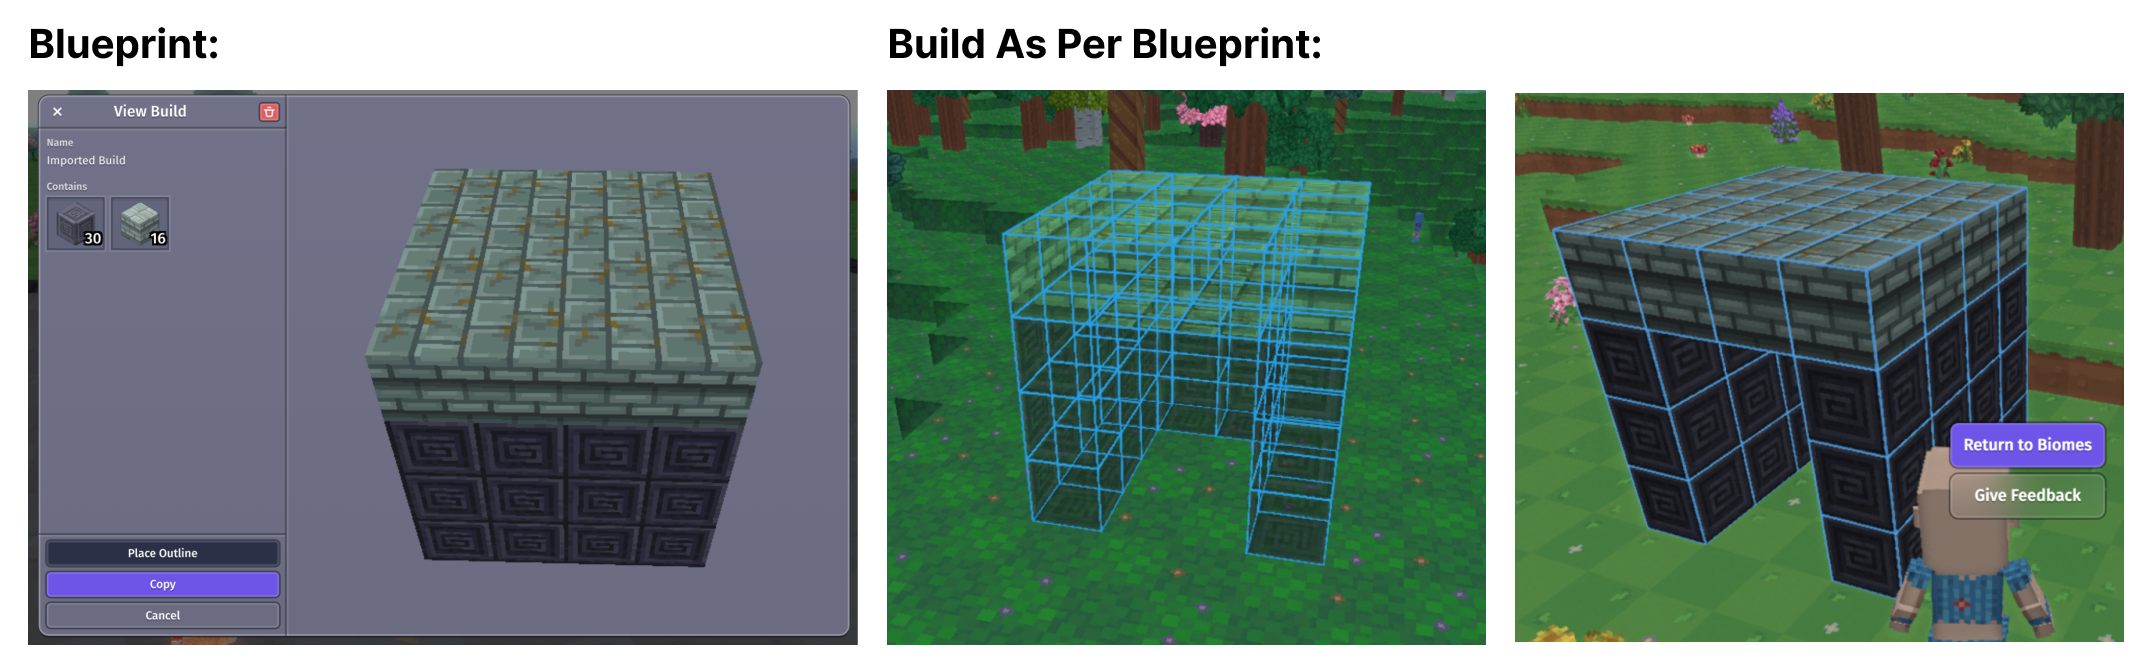 Blueprint:
Build As Per Blueprint:
× View Build
Name
Imported Build
Contains
30 16
Place Outline
Copy
Cancel
Return to Biomes
Give Feedback